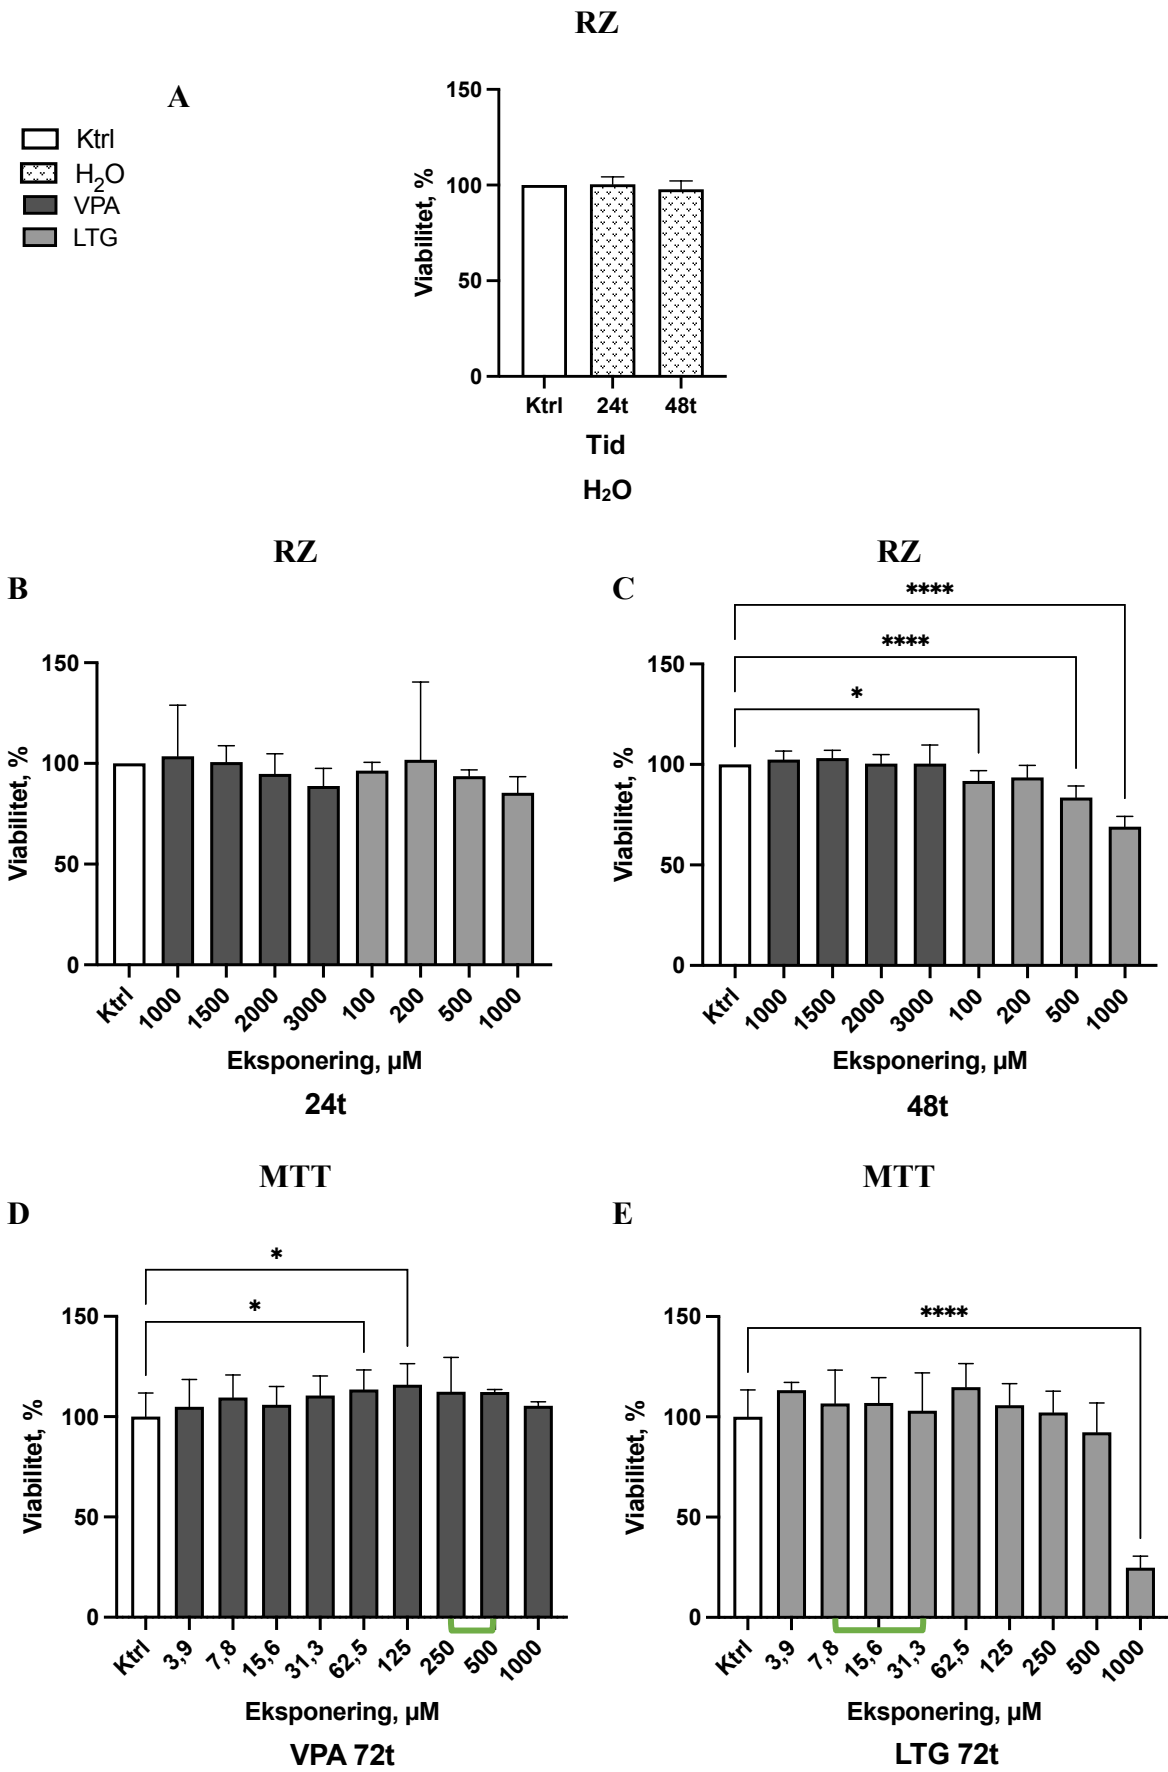 RZ
A
Ktrl
H2O
VPA
LTG
150
100
50
0
Viabilitet, %
Ktrl 24t 48t
Tid
H2O
RZ
B
150
100
50
0
Viabilitet, %
Ktrl 1000 1500 2000 3000 100 200 500 1000
Eksponering, µM
24t
RZ
C
****
****
*
150
100
50
0
Viabilitet, %
Ktrl 1000 1500 2000 3000 100 200 500 1000
Eksponering, µM
48t
MTT
D
*
*
150
100
50
0
Viabilitet, %
Ktrl 3,9 7,8 15,6 31,3 62,5 125 250 500 1000
Eksponering, µM
VPA 72t
MTT
E
****
150
100
50
0
Viabilitet, %
Ktrl 3,9 7,8 15,6 31,3 62,5 125 250 500 1000
Eksponering, µM
LTG 72t